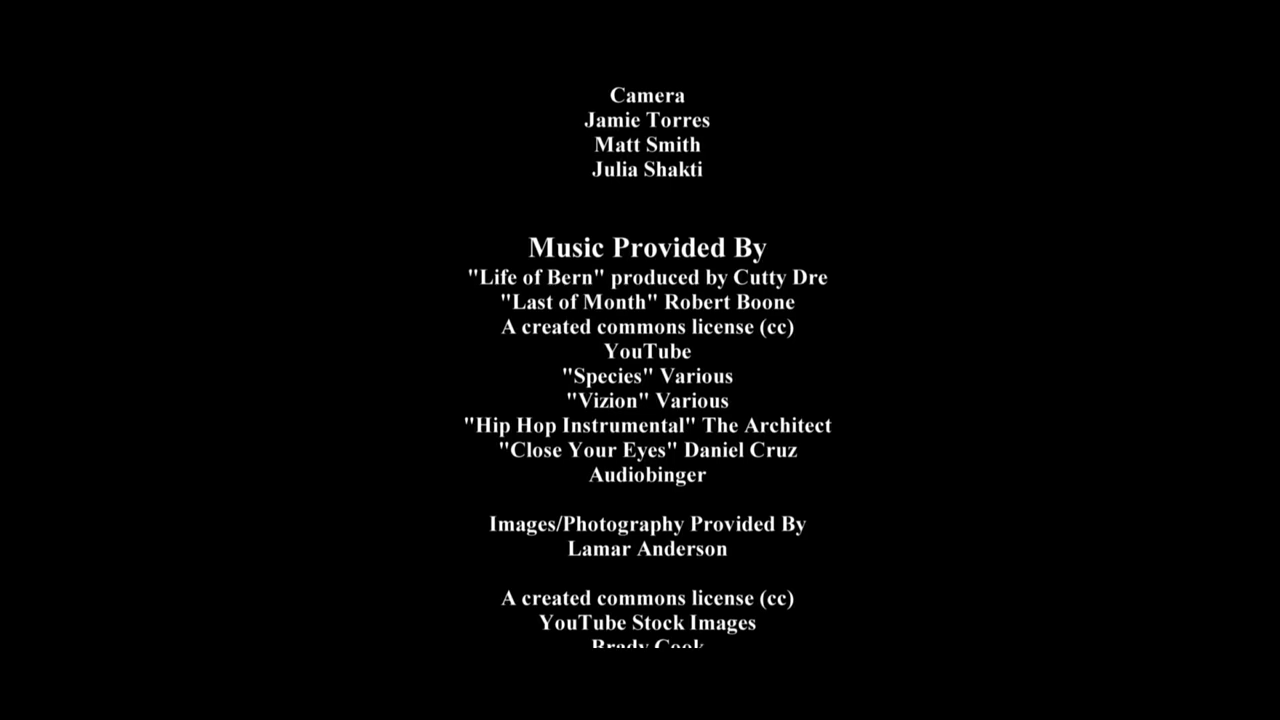 Camera
Jamie Torres
Matt Smith
Julia Shakti
Music Provided By
"Life of Bern" produced by Cutty Dre
"Last of Month" Robert Boone
A created commons license (cc)
YouTube
"Species" Various
"Vizion" Various
"Hip Hop Instrumental" The Architect
"Close Your Eyes" Daniel Cruz
Audiobinger
Images/Photography Provided By
Lamar Anderson
A created commons license (cc)
YouTube Stock Images
Brady Cook